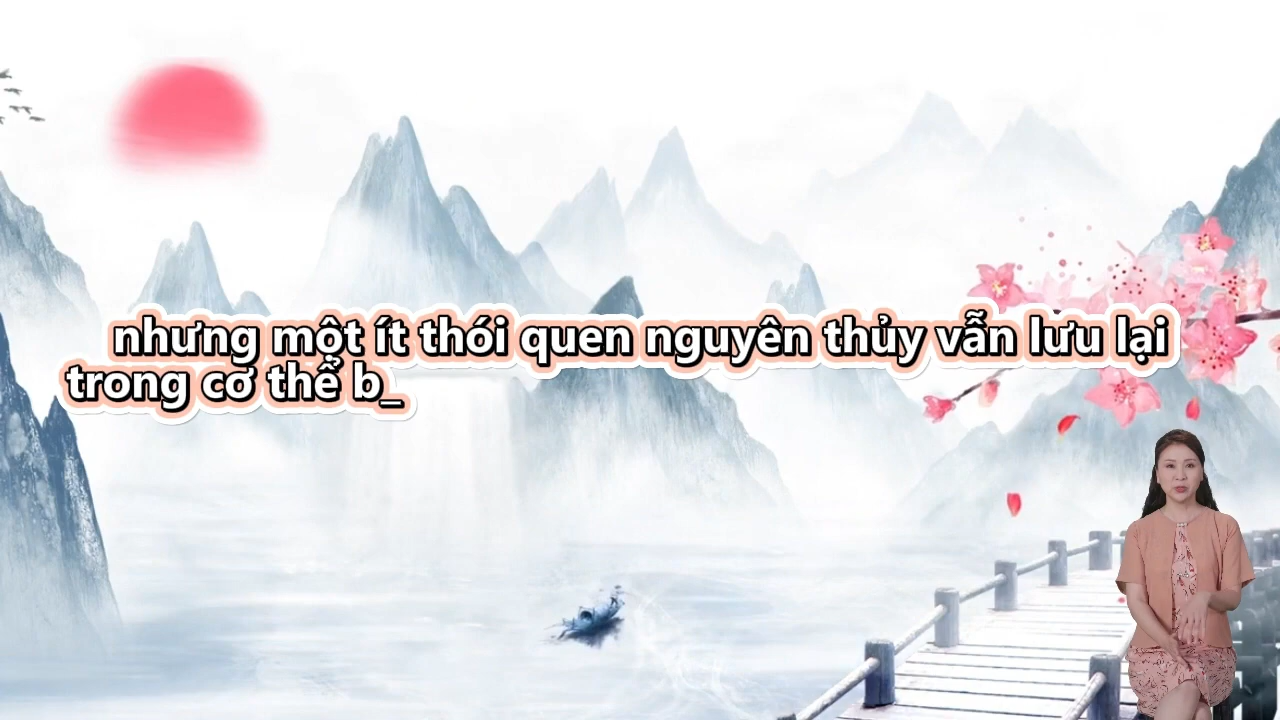 nhưng một ít thói quen nguyên thủy vẫn lưu lại
trong cơ thể b_